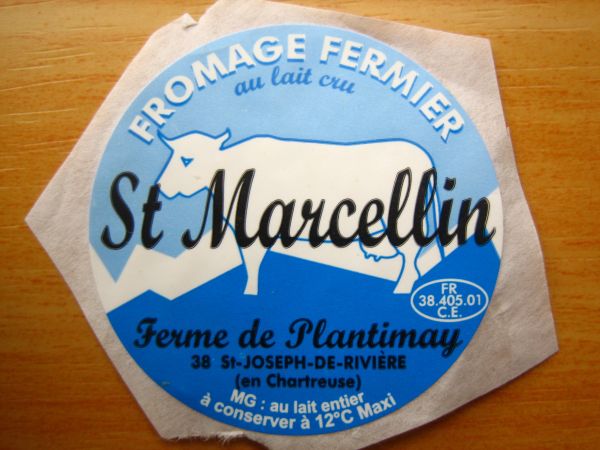 FROMAGE FERMIER
au lait cru
St Marcellin
FR
38.405.01
C.E.
Ferme de Plantimay
38 St-JOSEPH-DE-RIVIÈRE
(en Chartreuse)
MG : au lait entier
à conserver à 12°C Maxi